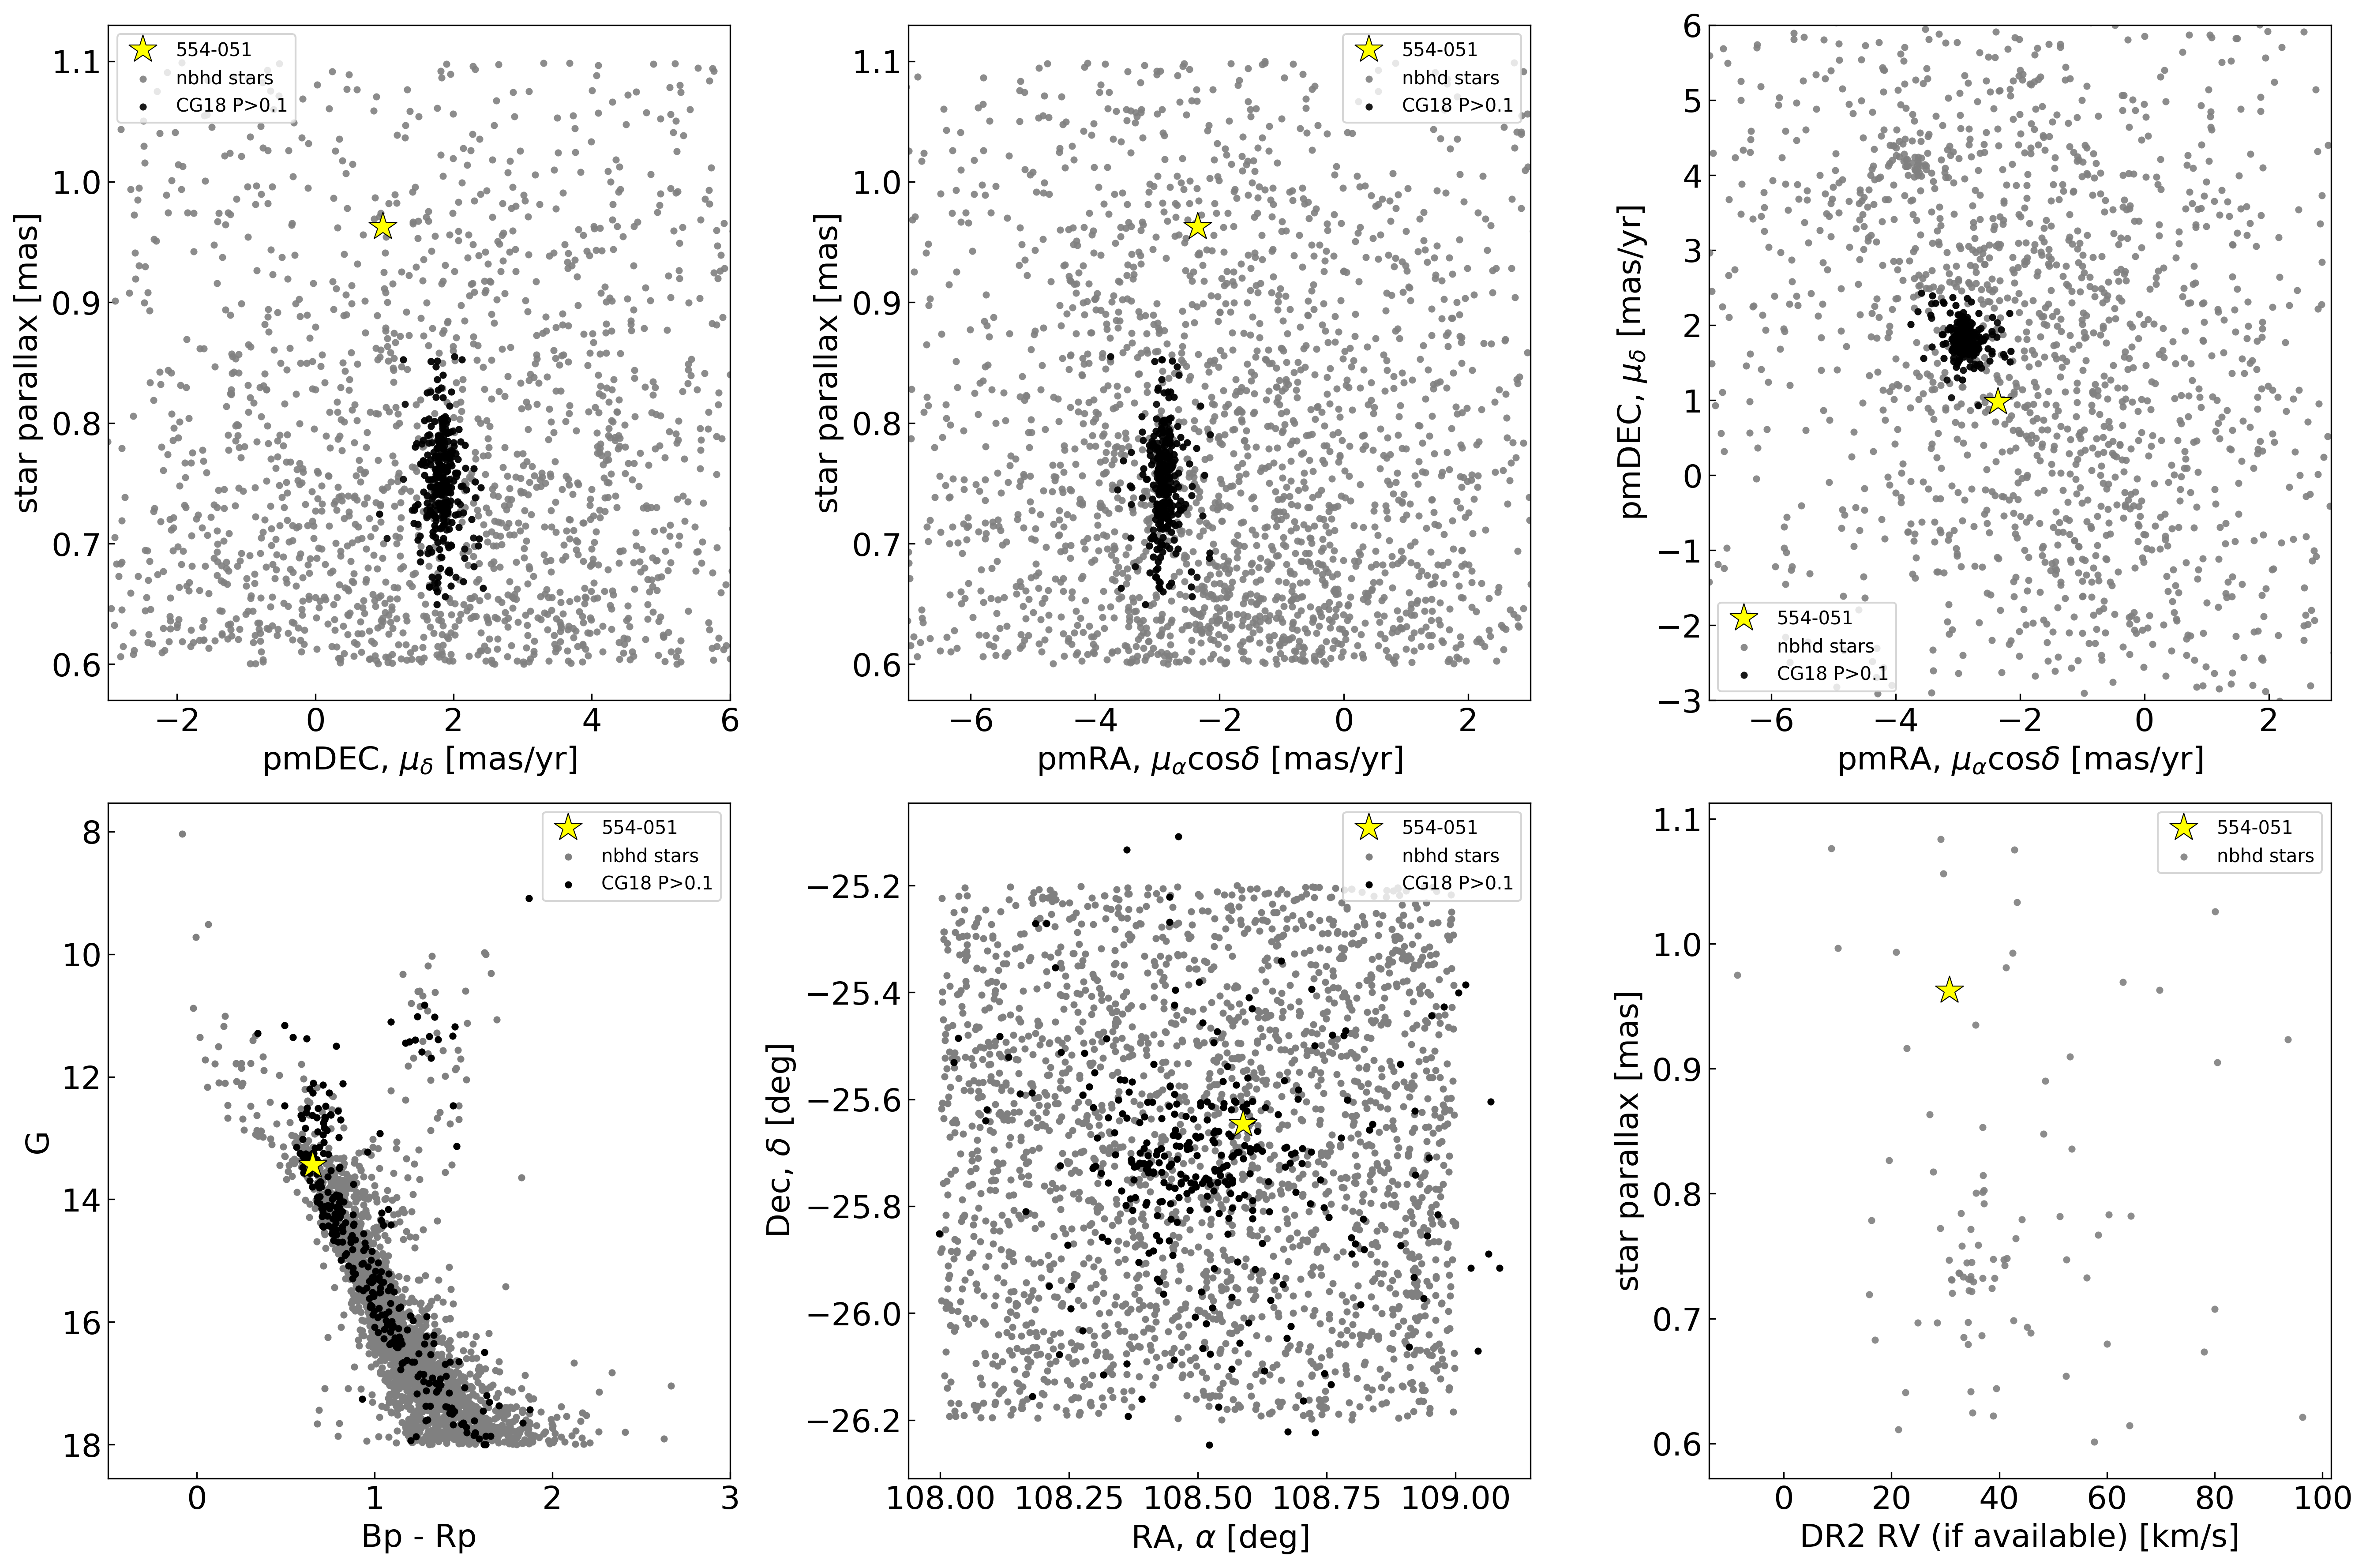 1.1
1.0
0.9
0.8
0.7
0.6
star parallax [mas]
554-051
nbhd stars
CG18 P>0.1
−2 0 2 4 6
pmDEC, μδ [mas/yr]
1.1
1.0
0.9
0.8
0.7
0.6
star parallax [mas]
554-051
nbhd stars
CG18 P>0.1
−6 −4 −2 0 2
pmRA, μαcosδ [mas/yr]
6
5
4
3
2
1
0
−1
−2
−3
pmDEC, μδ [mas/yr]
554-051
nbhd stars
CG18 P>0.1
−6 −4 −2 0 2
pmRA, μαcosδ [mas/yr]
8
10
12
14
16
18
G
554-051
nbhd stars
CG18 P>0.1
0 1 2 3
Bp - Rp
−25.2
−25.4
−25.6
−25.8
−26.0
−26.2
Dec, δ [deg]
554-051
nbhd stars
CG18 P>0.1
108.00 108.25 108.50 108.75 109.00
RA, α [deg]
1.1
1.0
0.9
0.8
0.7
0.6
star parallax [mas]
554-051
nbhd stars
0 20 40 60 80 100
DR2 RV (if available) [km/s]